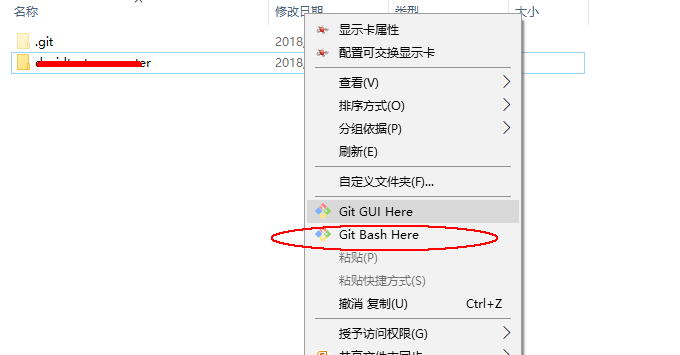 名称 修改日期 类型 大小
.git 2018
2018
显示卡属性
配置可交换显示卡
查看(V)
排序方式(O)
分组依据(P)
刷新(E)
自定义文件夹(F)...
Git GUI Here
Git Bash Here
粘贴(P)
粘贴快捷方式(S)
撤消 复制(U) Ctrl+Z
授予访问权限(G)